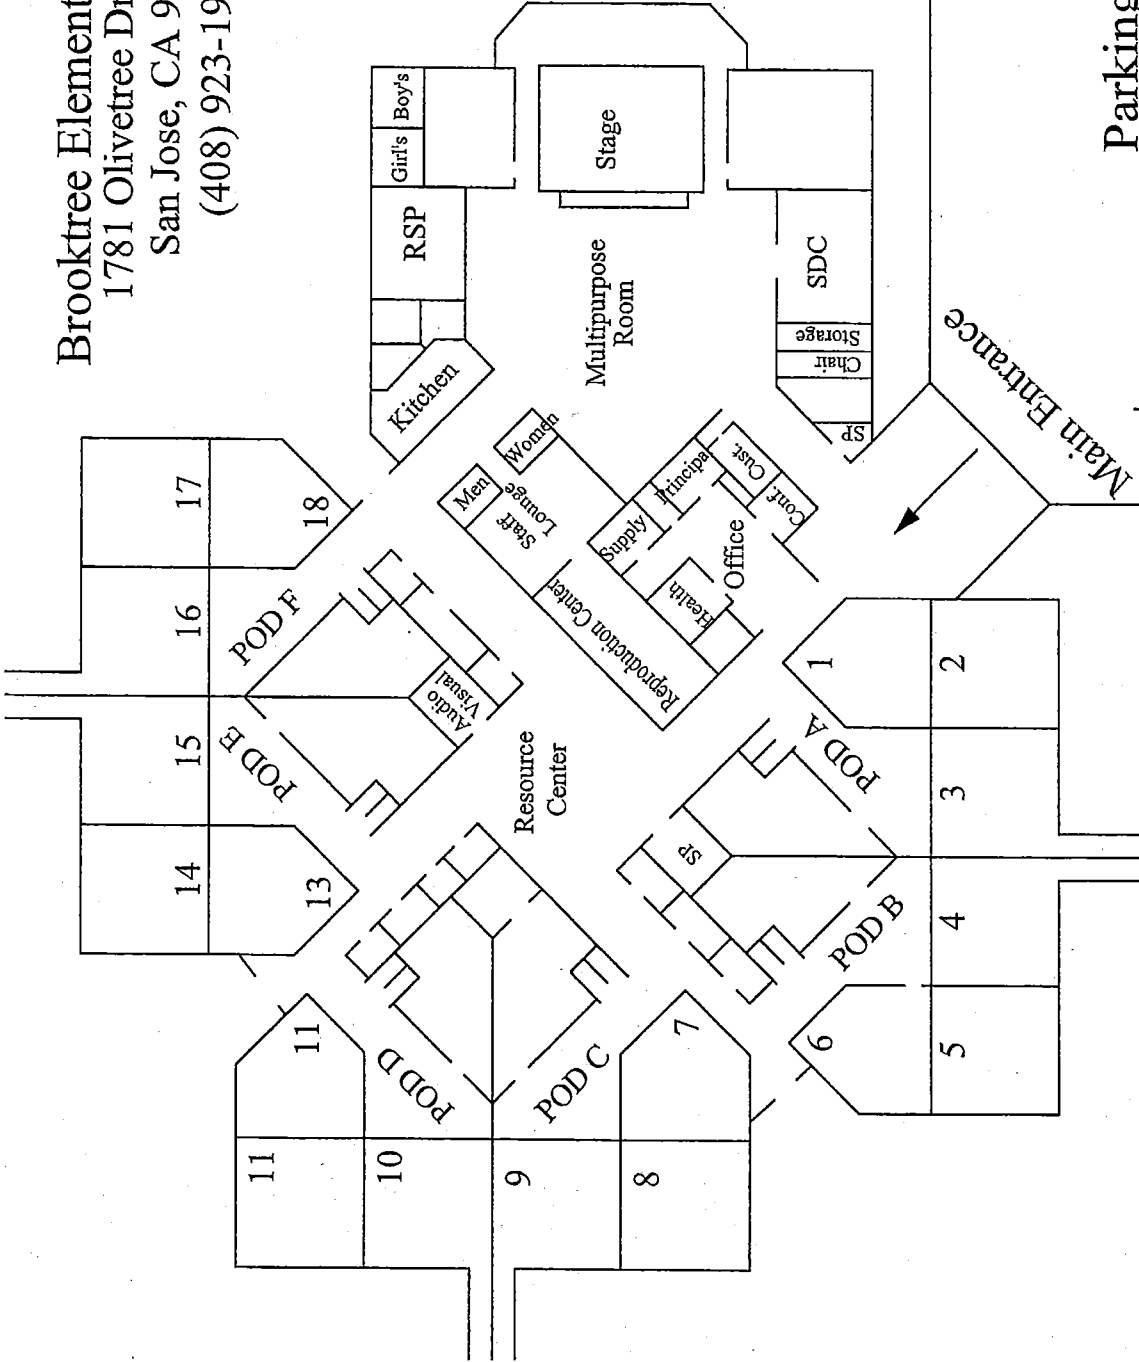 Brooktree Element
1781 Olivetree Dr
San Jose, CA 9
(408) 923-19
Parking
Boy's
Girl's
RSP
Kitchen
Stage
Multipurpose
Room
SDC
Storage
Chair
SP
Main Entrance
Women
Men
Staff
Lounge
Supply
Principal
Cust.
Conf.
Office
Health
Reproduction Center
Resource
Center
Audio
Visual
SP
17
18
16
POD F
15
POD E
14
13
11
11
POD D
10
9
POD C
8
7
6
5
POD B
4
3
POD A
2
1